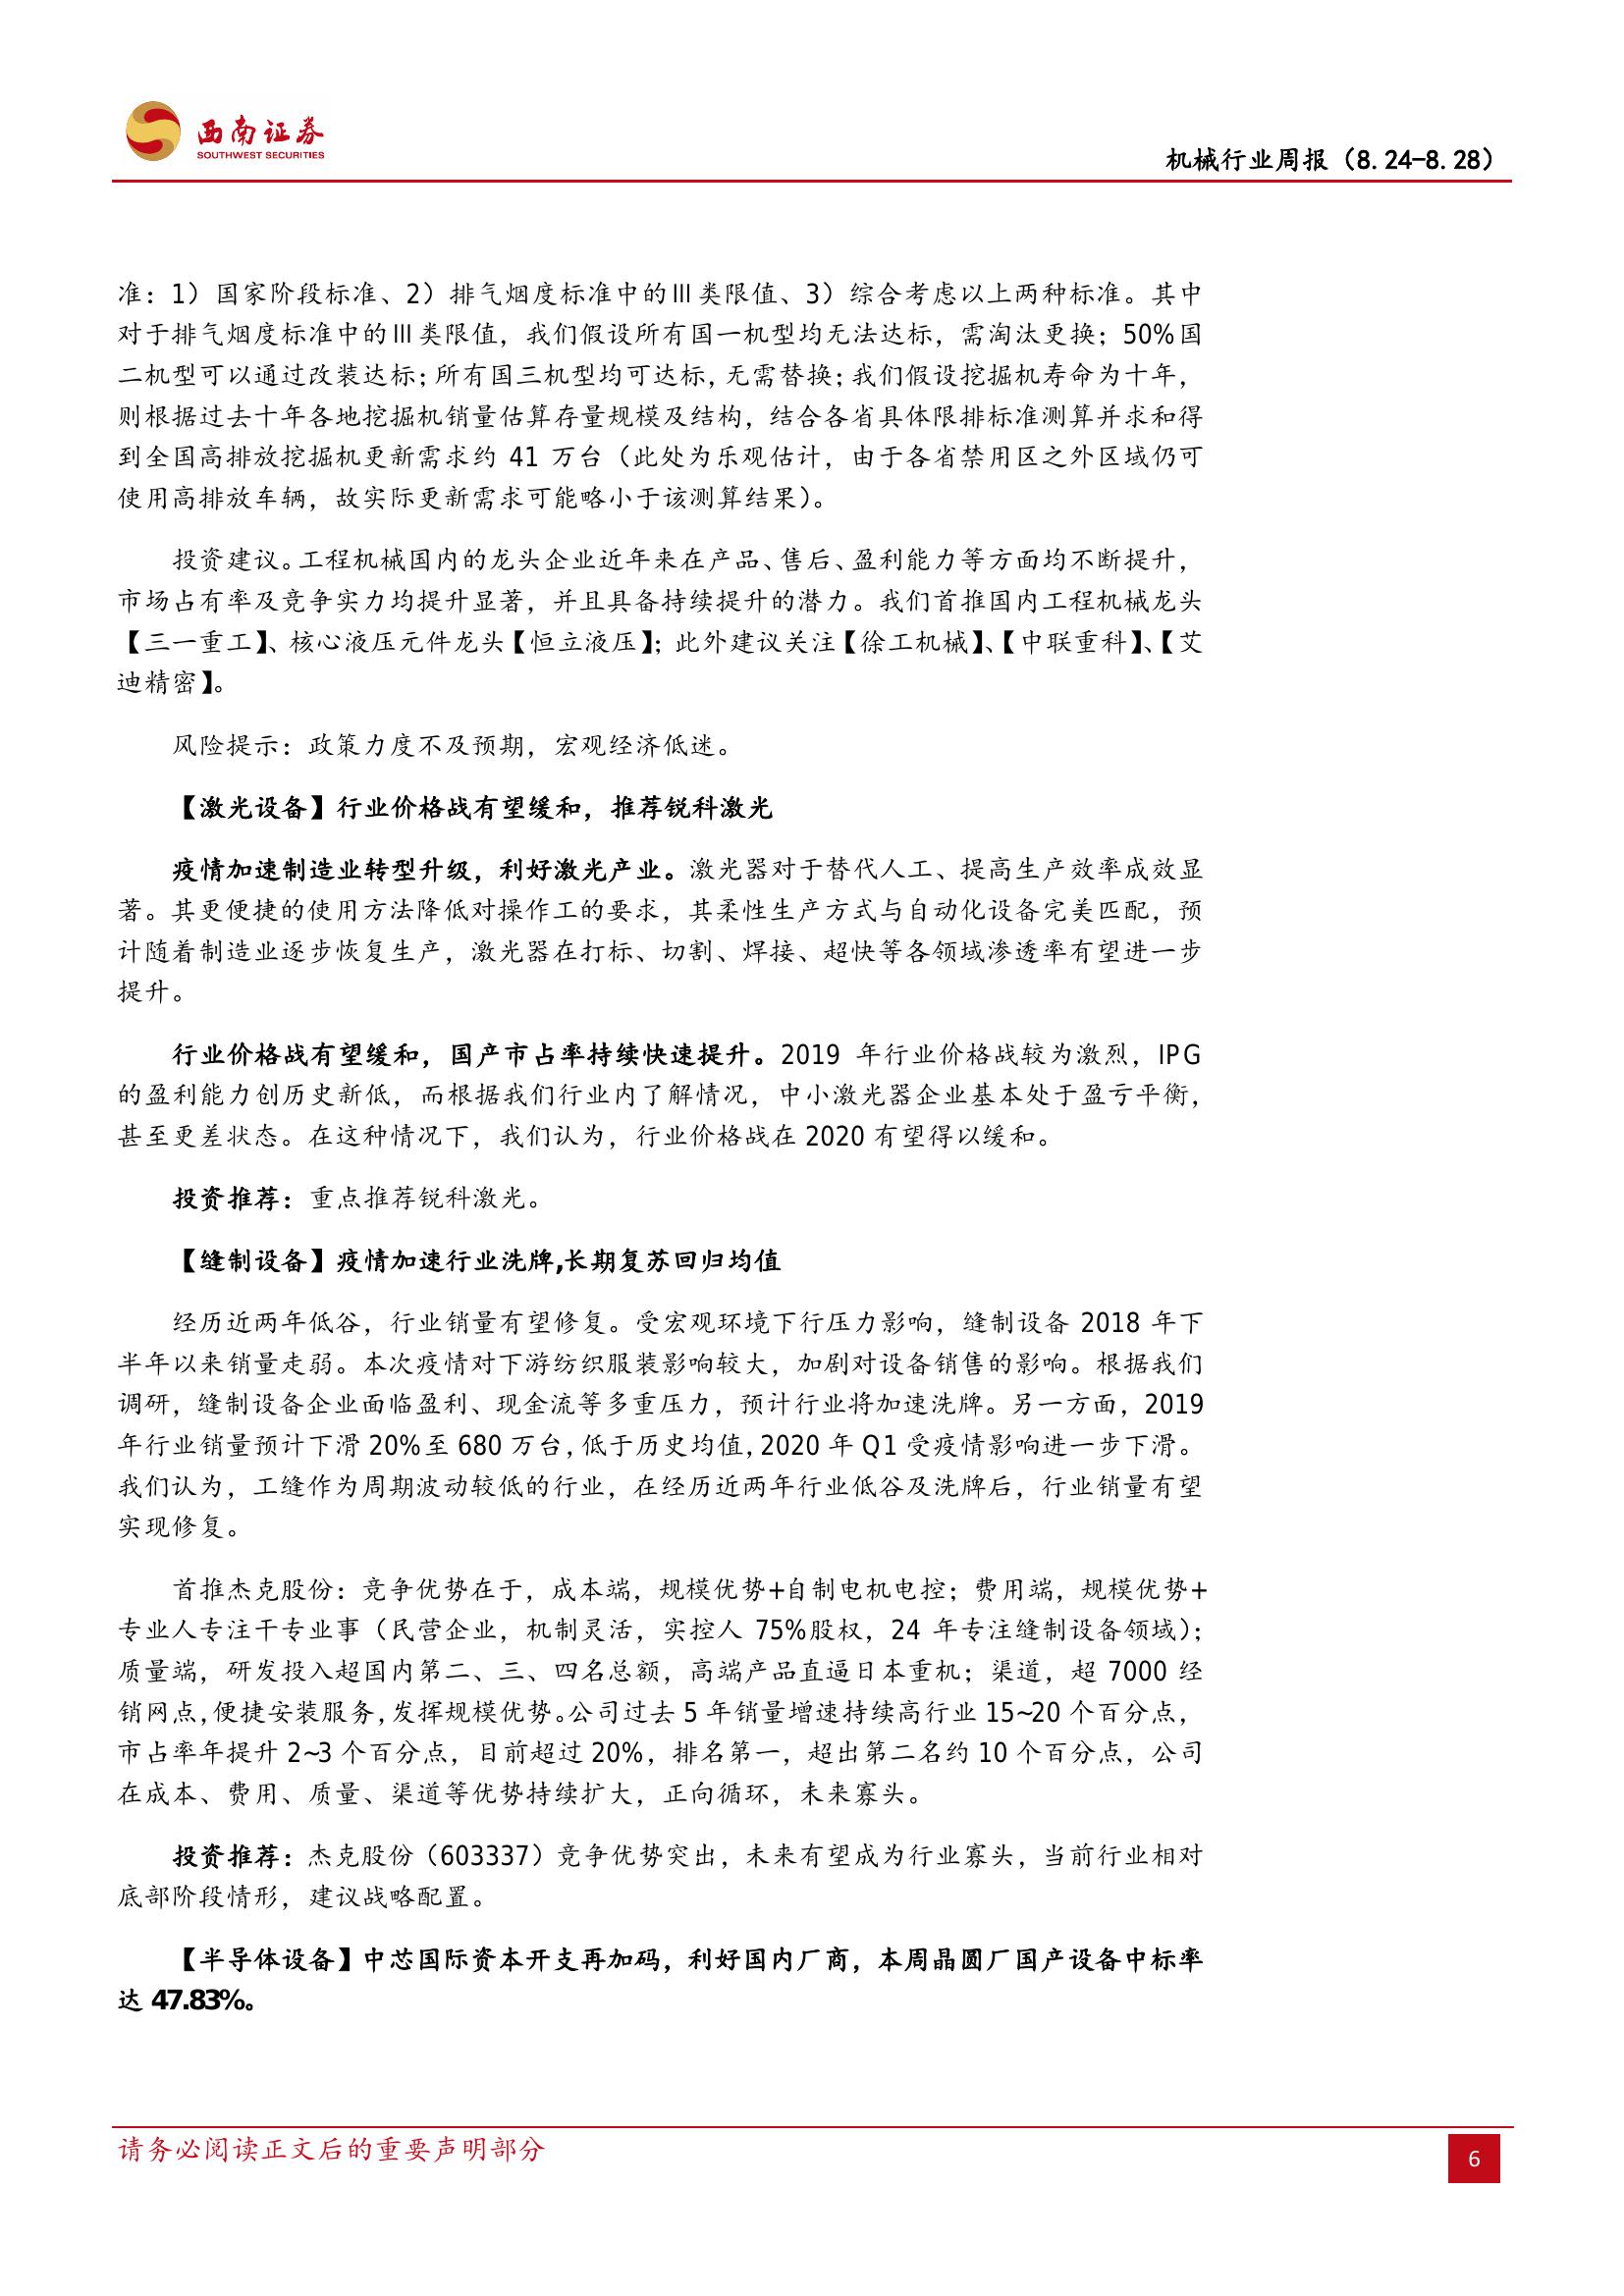 西南证券
SOUTHWEST SECURITIES
机械行业周报（8.24-8.28）
准：1）国家阶段标准、2）排气烟度标准中的III类限值、3）综合考虑以上两种标准。其中
对于排气烟度标准中的III类限值，我们假设所有国一机型均无法达标，需淘汰更换；50%国
二机型可以通过改装达标；所有国三机型均可达标，无需替换；我们假设挖掘机寿命为十年，
则根据过去十年各地挖掘机销量估算存量规模及结构，结合各省具体限排标准测算并求和得
到全国高排放挖掘机更新需求约 41 万台（此处为乐观估计，由于各省禁用区之外区域仍可
使用高排放车辆，故实际更新需求可能略小于该测算结果）。
投资建议。工程机械国内的龙头企业近年来在产品、售后、盈利能力等方面均不断提升，
市场占有率及竞争实力均提升显著，并且具备持续提升的潜力。我们首推国内工程机械龙头
【三一重工】、核心液压元件龙头【恒立液压】；此外建议关注【徐工机械】、【中联重科】、【艾
迪精密】。
风险提示：政策力度不及预期，宏观经济低迷。
【激光设备】行业价格战有望缓和，推荐锐科激光
疫情加速制造业转型升级，利好激光产业。激光器对于替代人工、提高生产效率成效显
著。其更便捷的使用方法降低对操作工的要求，其柔性生产方式与自动化设备完美匹配，预
计随着制造业逐步恢复生产，激光器在打标、切割、焊接、超快等各领域渗透率有望进一步
提升。
行业价格战有望缓和，国产市占率持续快速提升。2019 年行业价格战较为激烈，IPG
的盈利能力创历史新低，而根据我们行业内了解情况，中小激光器企业基本处于盈亏平衡，
甚至更差状态。在这种情况下，我们认为，行业价格战在 2020 有望得以缓和。
投资推荐：重点推荐锐科激光。
【缝制设备】疫情加速行业洗牌,长期复苏回归均值
经历近两年低谷，行业销量有望修复。受宏观环境下行压力影响，缝制设备 2018 年下
半年以来销量走弱。本次疫情对下游纺织服装影响较大，加剧对设备销售的影响。根据我们
调研，缝制设备企业面临盈利、现金流等多重压力，预计行业将加速洗牌。另一方面，2019
年行业销量预计下滑 20%至 680 万台，低于历史均值，2020 年 Q1 受疫情影响进一步下滑。
我们认为，工缝作为周期波动较低的行业，在经历近两年行业低谷及洗牌后，行业销量有望
实现修复。
首推杰克股份：竞争优势在于，成本端，规模优势+自制电机电控；费用端，规模优势+
专业人专注干专业事（民营企业，机制灵活，实控人 75%股权，24 年专注缝制设备领域）；
质量端，研发投入超国内第二、三、四名总额，高端产品直逼日本重机；渠道，超 7000 经
销网点，便捷安装服务，发挥规模优势。公司过去 5 年销量增速持续高行业 15~20 个百分点，
市占率年提升 2~3 个百分点，目前超过 20%，排名第一，超出第二名约 10 个百分点，公司
在成本、费用、质量、渠道等优势持续扩大，正向循环，未来寡头。
投资推荐：杰克股份（603337）竞争优势突出，未来有望成为行业寡头，当前行业相对
底部阶段情形，建议战略配置。
【半导体设备】中芯国际资本开支再加码，利好国内厂商，本周晶圆厂国产设备中标率
达 47.83%。
请务必阅读正文后的重要声明部分
6